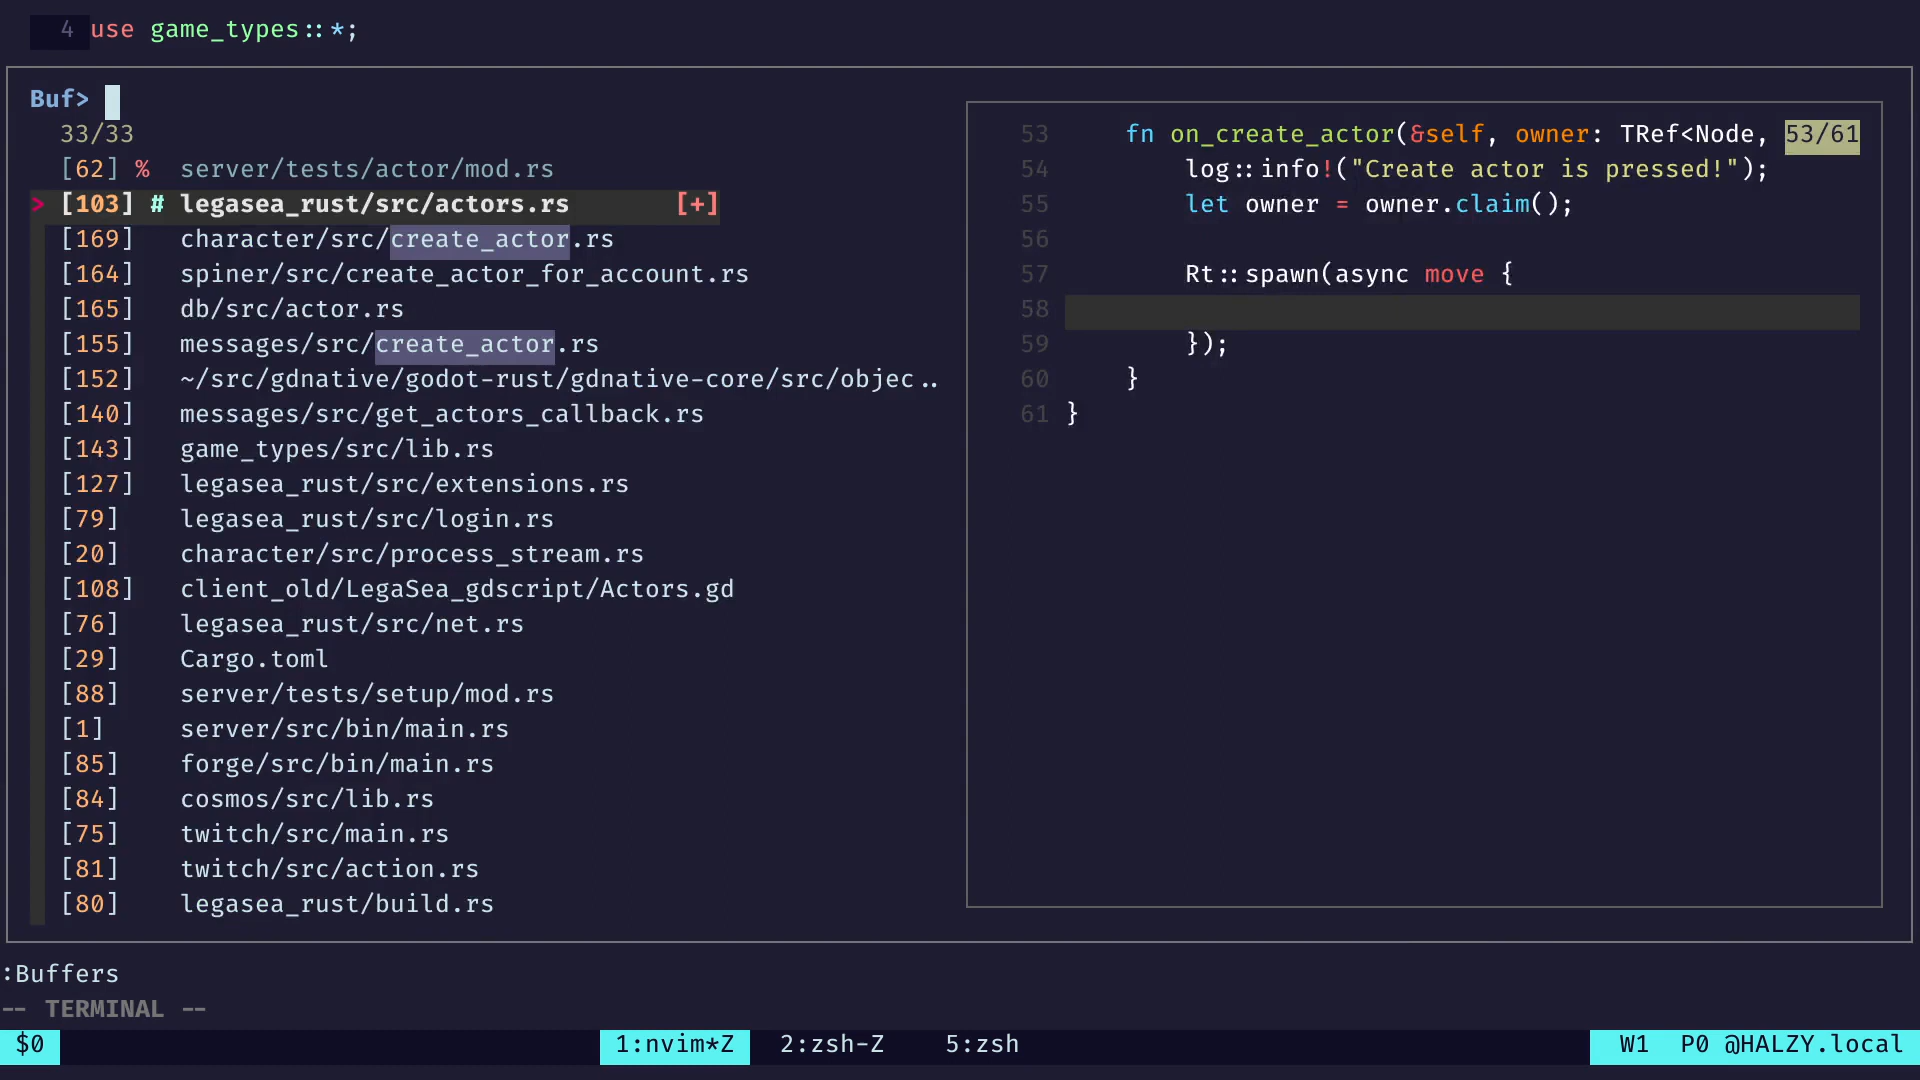 4 use game_types::*;
Buf>
33/33
[62] % server/tests/actor/mod.rs
> [103] # legasea_rust/src/actors.rs [+]
[169] character/src/create_actor.rs
[164] spiner/src/create_actor_for_account.rs
[165] db/src/actor.rs
[155] messages/src/create_actor.rs
[152] ~/src/gdnative/godot-rust/gdnative-core/src/objec..
[140] messages/src/get_actors_callback.rs
[143] game_types/src/lib.rs
[127] legasea_rust/src/extensions.rs
[79] legasea_rust/src/login.rs
[20] character/src/process_stream.rs
[108] client_old/LegaSea_gdscript/Actors.gd
[76] legasea_rust/src/net.rs
[29] Cargo.toml
[88] server/tests/setup/mod.rs
[1] server/src/bin/main.rs
[85] forge/src/bin/main.rs
[84] cosmos/src/lib.rs
[75] twitch/src/main.rs
[81] twitch/src/action.rs
[80] legasea_rust/build.rs
53 fn on_create_actor(&self, owner: TRef<Node, 53/61
54 log::info!("Create actor is pressed!");
55 let owner = owner.claim();
56
57 Rt::spawn(async move {
58
59 });
60 }
61 }
:Buffers
-- TERMINAL --
$0 1:nvim*Z 2:zsh-Z 5:zsh W1 P0 @HALZY.local